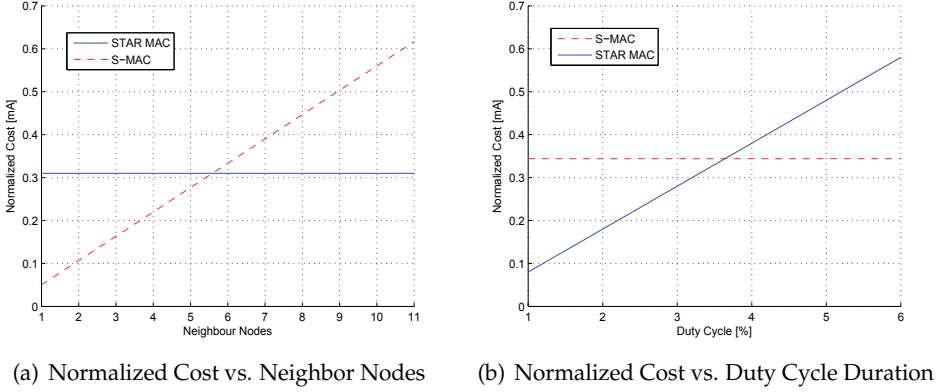 0.7
0.6
0.5
0.4
0.3
0.2
0.1
0
Normalized Cost [mA]
STAR MAC
S−MAC
1 2 3 4 5 6 7 8 9 10 11
Neighbour Nodes
(a) Normalized Cost vs. Neighbor Nodes
0.7
0.6
0.5
0.4
0.3
0.2
0.1
0
Normalized Cost [mA]
S−MAC
STAR MAC
1 2 3 4 5 6
Duty Cycle [%]
(b) Normalized Cost vs. Duty Cycle Duration